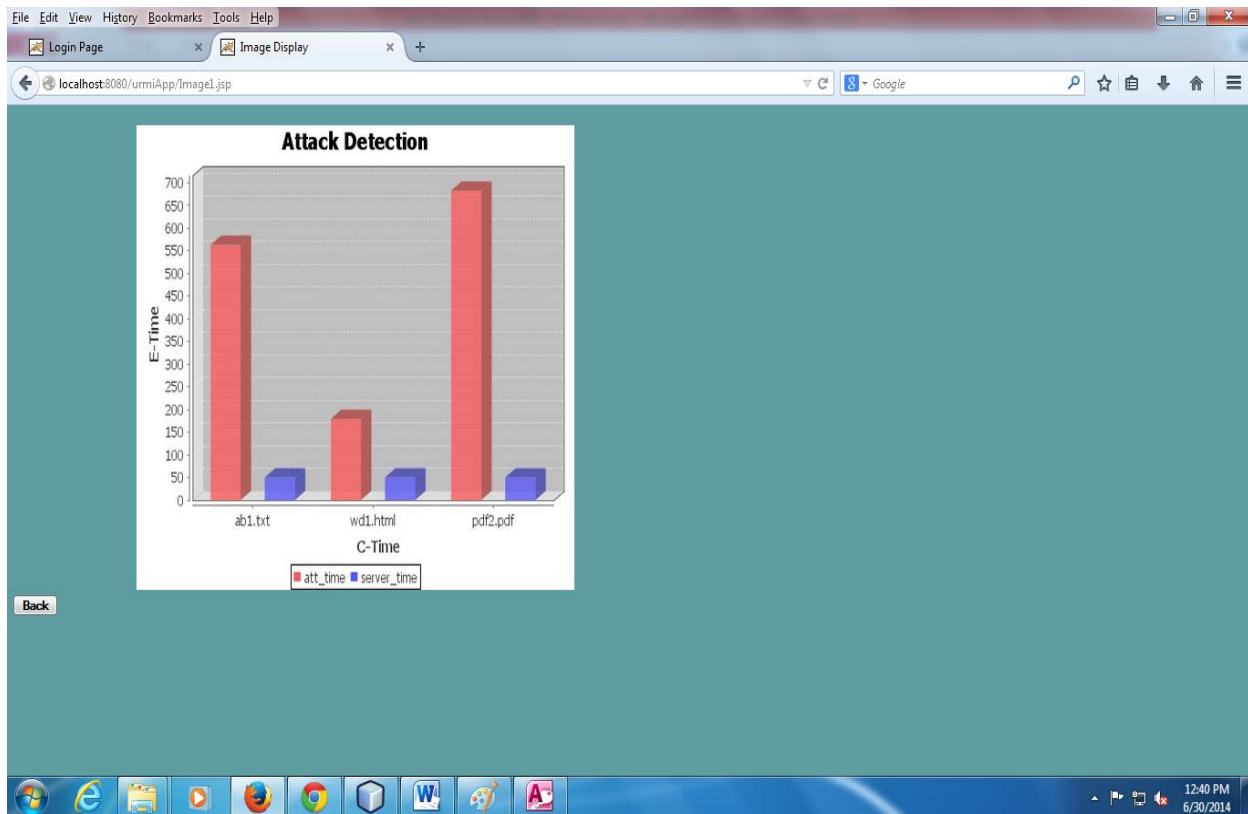 File Edit View History Bookmarks Tools Help
Login Page
Image Display
localhost:8080/urmiApp/Image1.jsp
Google
Attack Detection
700
650
600
550
500
450
400
350
300
250
200
150
100
50
0
E-Time
ab1.txt wd1.html pdf2.pdf
C-Time
att_time server_time
Back
12:40 PM
6/30/2014